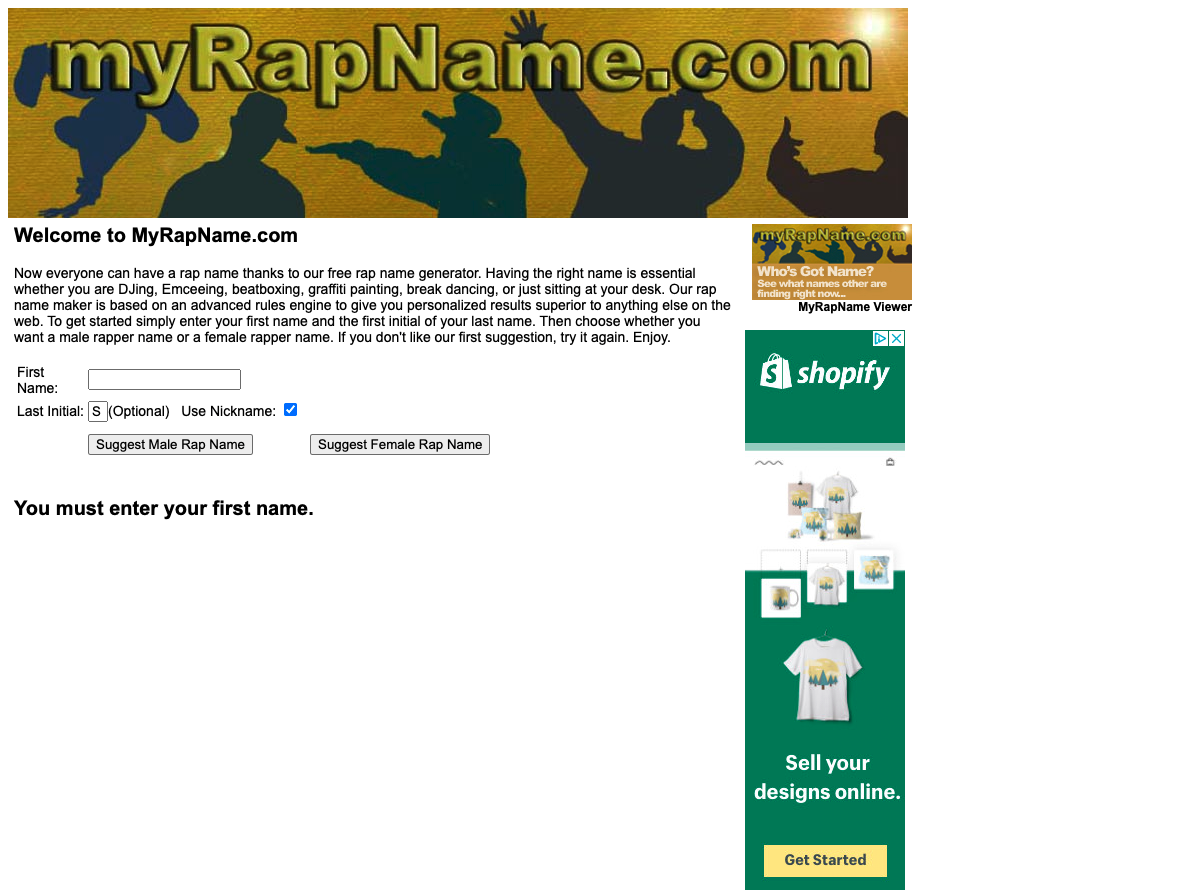 myRapName.com
Welcome to MyRapName.com
Now everyone can have a rap name thanks to our free rap name generator. Having the right name is essential
whether you are DJing, Emceeing, beatboxing, graffiti painting, break dancing, or just sitting at your desk. Our rap
name maker is based on an advanced rules engine to give you personalized results superior to anything else on the
web. To get started simply enter your first name and the first initial of your last name. Then choose whether you
want a male rapper name or a female rapper name. If you don't like our first suggestion, try it again. Enjoy.
First
Name:
Last Initial: S (Optional) Use Nickname:
Suggest Male Rap Name Suggest Female Rap Name
You must enter your first name.
myRapName.com
Who's Got Name?
See what names other are
finding right now...
MyRapName Viewer
shopify
Sell your
designs online.
Get Started